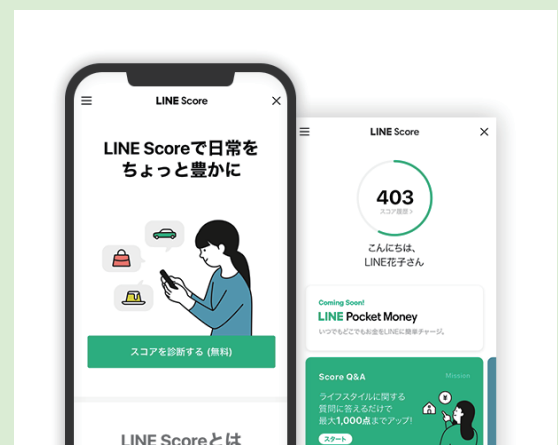 LINE Score
LINE Scoreで日常を
ちょっと豊かに
スコアを診断する (無料)
LINE Scoreとは
LINE Score
403
スコア履歴 >
こんにちは、
LINE花子さん
Coming Soon!
LINE Pocket Money
いつでもどこでもお金をLINEに簡単チャージ。
Score Q&A
Mission
ライフスタイルに関する
質問に答えるだけで
最大1,000点までアップ!
スタート